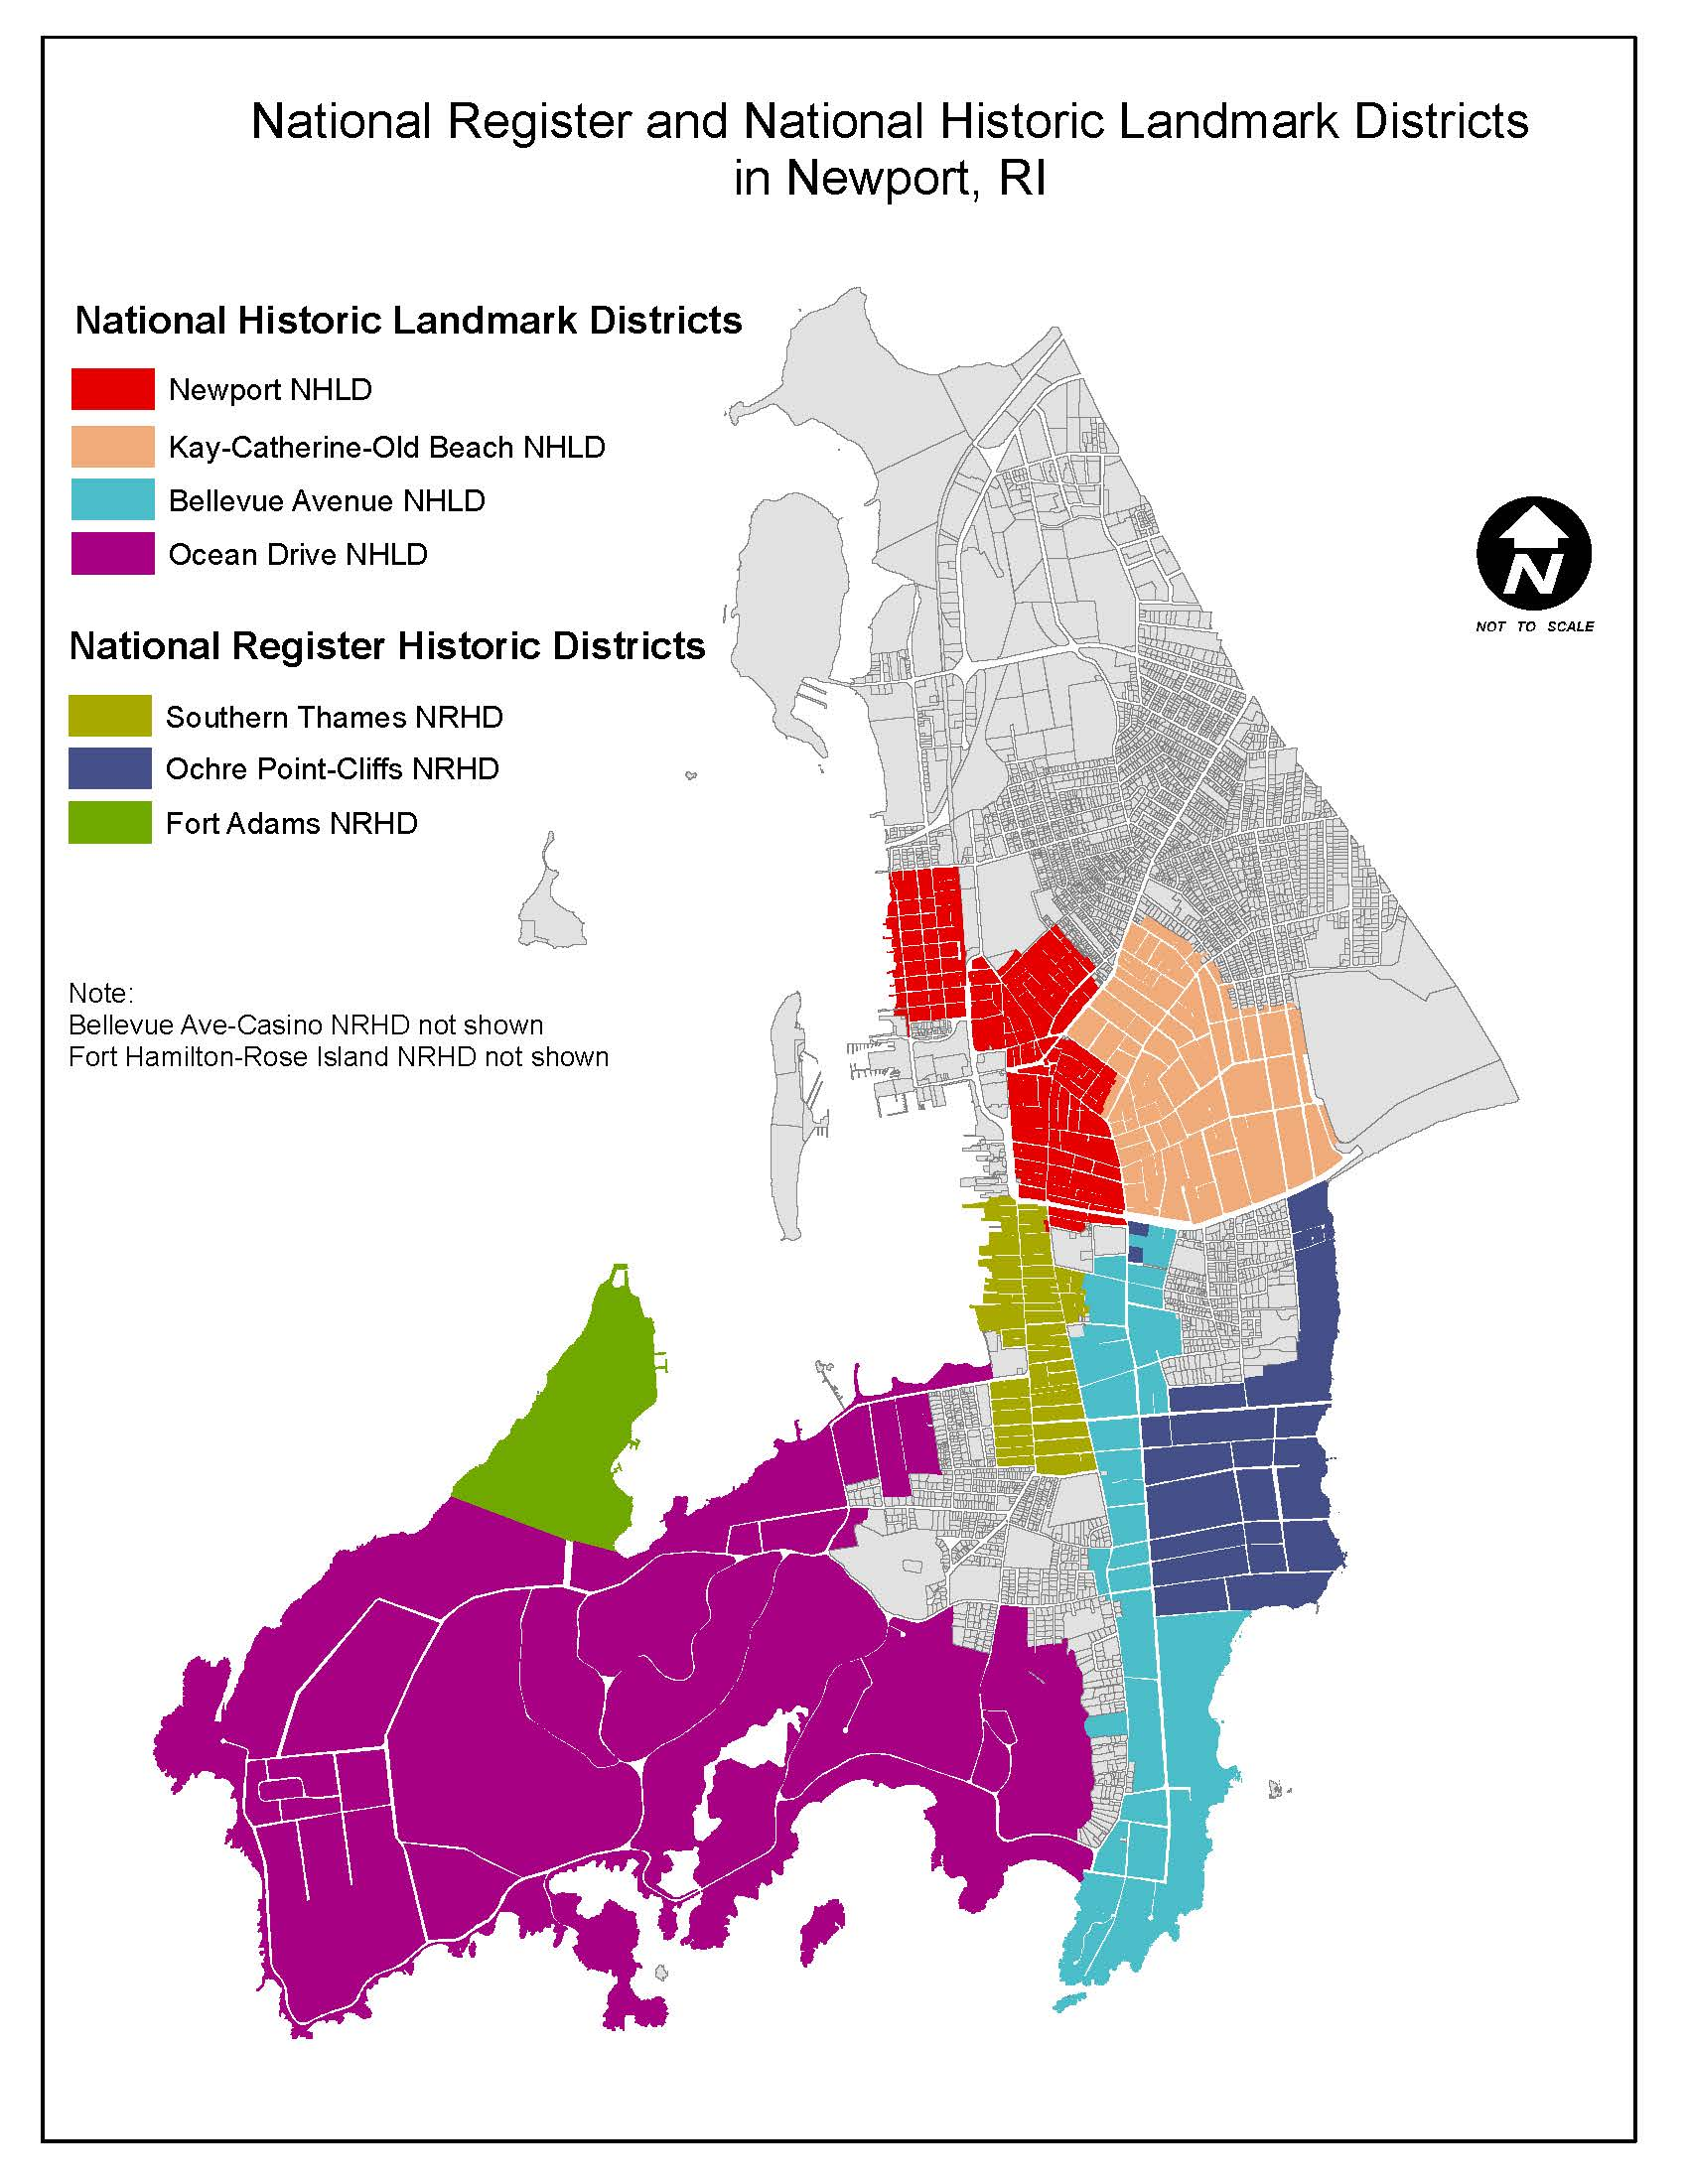 National Register and National Historic Landmark Districts
in Newport, RI
National Historic Landmark Districts
Newport NHLD
Kay-Catherine-Old Beach NHLD
Bellevue Avenue NHLD
Ocean Drive NHLD
National Register Historic Districts
Southern Thames NRHD
Ochre Point-Cliffs NRHD
Fort Adams NRHD
Note:
Bellevue Ave-Casino NRHD not shown
Fort Hamilton-Rose Island NRHD not shown
N
NOT TO SCALE